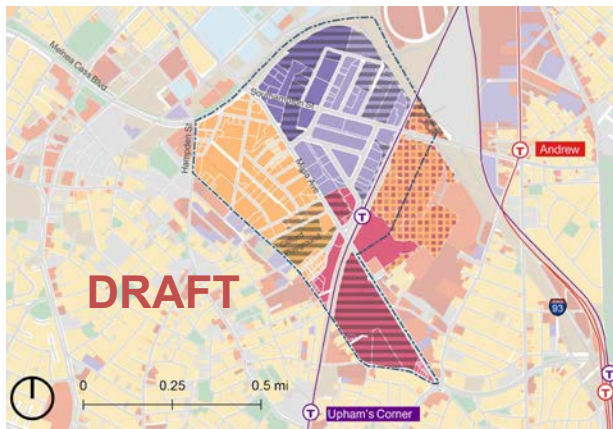 Melnea Cass Blvd
Southampton St
Hampden St
Mass Ave
T
Andrew
T
DRAFT
93
0
0.25
0.5 mi
T
Upham's Corner
T
T